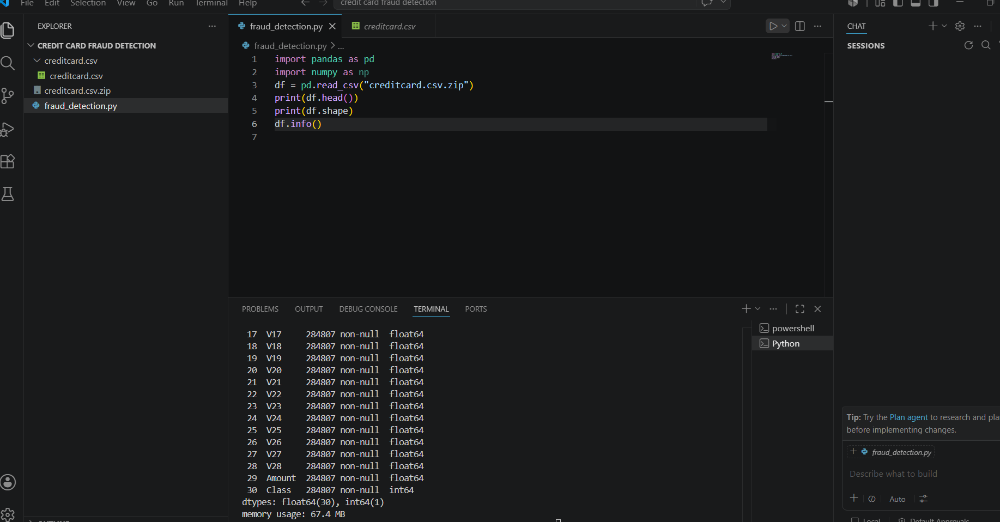 File Edit Selection View Go Run Terminal Help
credit card fraud detection
EXPLORER
CREDIT CARD FRAUD DETECTION
creditcard.csv
creditcard.csv
creditcard.csv.zip
fraud_detection.py
fraud_detection.py
creditcard.csv
fraud_detection.py > ...
1 import pandas as pd
2 import numpy as np
3 df = pd.read_csv("creditcard.csv.zip")
4 print(df.head())
5 print(df.shape)
6 df.info()
7
PROBLEMS OUTPUT DEBUG CONSOLE TERMINAL PORTS
17 V17 284807 non-null float64
18 V18 284807 non-null float64
19 V19 284807 non-null float64
20 V20 284807 non-null float64
21 V21 284807 non-null float64
22 V22 284807 non-null float64
23 V23 284807 non-null float64
24 V24 284807 non-null float64
25 V25 284807 non-null float64
26 V26 284807 non-null float64
27 V27 284807 non-null float64
28 V28 284807 non-null float64
29 Amount 284807 non-null float64
30 Class 284807 non-null int64
dtypes: float64(30), int64(1)
memory usage: 67.4 MB
powershell
Python
CHAT
SESSIONS
Tip: Try the Plan agent to research and pla
before implementing changes.
fraud_detection.py
Describe what to build
Auto
Local Default Approvals